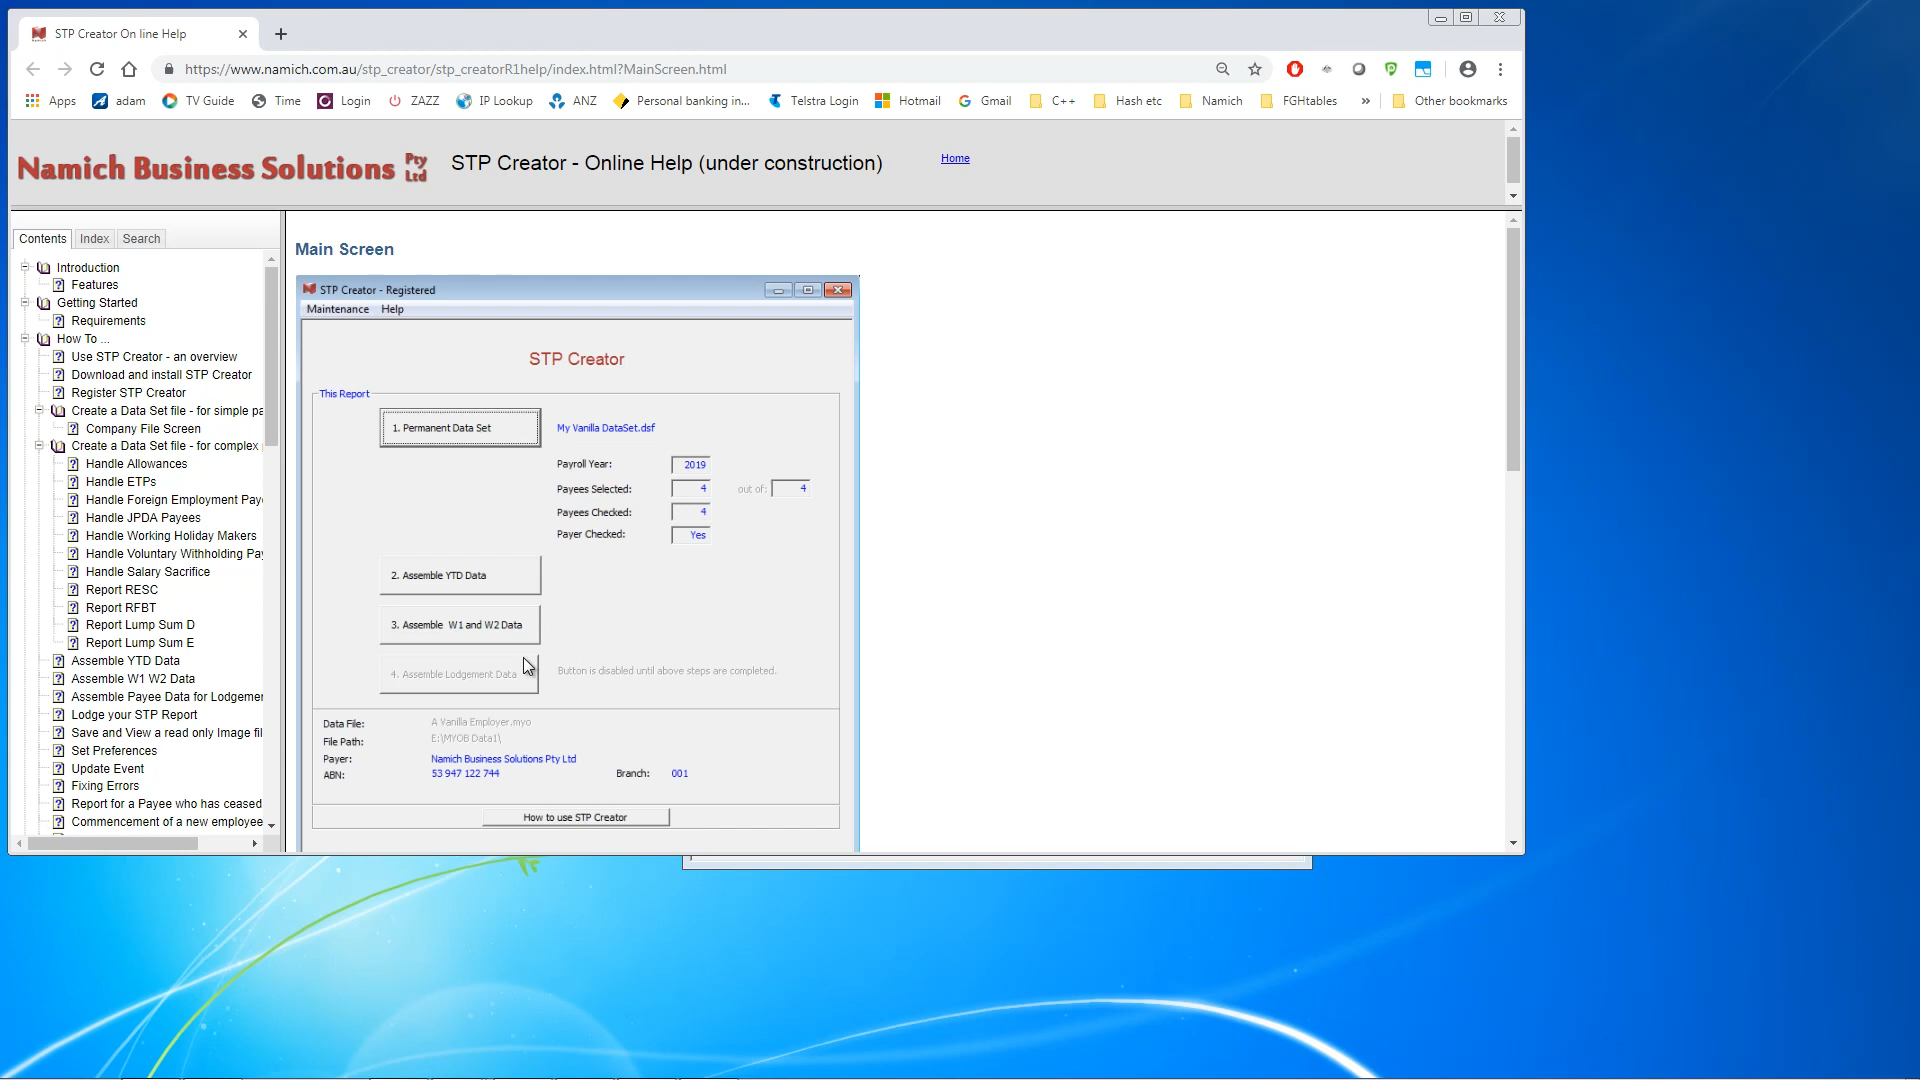 STP Creator On line Help
https://www.namich.com.au/stp_creator/stp_creatorR1help/index.html?MainScreen.html
Apps adam TV Guide Time Login ZAZZ IP Lookup ANZ Personal banking in... Telstra Login Hotmail Gmail C++ Hash etc Namich FGHtables » Other bookmarks
Namich Business Solutions Pty Ltd
STP Creator - Online Help (under construction)
Home
Contents Index Search
Introduction
Features
Getting Started
Requirements
How To ...
Use STP Creator - an overview
Download and install STP Creator
Register STP Creator
Create a Data Set file - for simple pa
Company File Screen
Create a Data Set file - for complex
Handle Allowances
Handle ETPs
Handle Foreign Employment Pay
Handle JPDA Payees
Handle Working Holiday Makers
Handle Voluntary Withholding Pay
Handle Salary Sacrifice
Report RESC
Report RFBT
Report Lump Sum D
Report Lump Sum E
Assemble YTD Data
Assemble W1 W2 Data
Assemble Payee Data for Lodgemen
Lodge your STP Report
Save and View a read only Image fil
Set Preferences
Update Event
Fixing Errors
Report for a Payee who has ceased
Commencement of a new employee
Main Screen
STP Creator - Registered
Maintenance Help
STP Creator
This Report
1. Permanent Data Set
My Vanilla DataSet.dsf
Payroll Year: 2019
Payees Selected: 4 out of: 4
Payees Checked: 4
Payer Checked: Yes
2. Assemble YTD Data
3. Assemble W1 and W2 Data
4. Assemble Lodgement Data
Button is disabled until above steps are completed.
Data File: A Vanilla Employer.myo
File Path: E:\MYOB Data1\
Payer: Namich Business Solutions Pty Ltd
ABN: 53 947 122 744 Branch: 001
How to use STP Creator